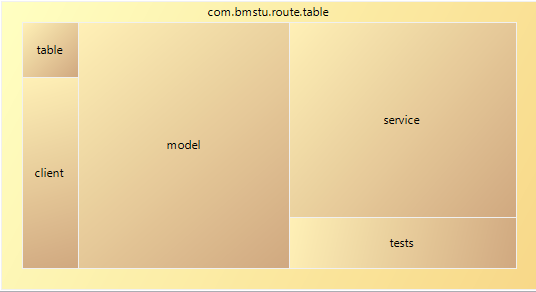 com.bmstu.route.table
table
client
model
service
tests